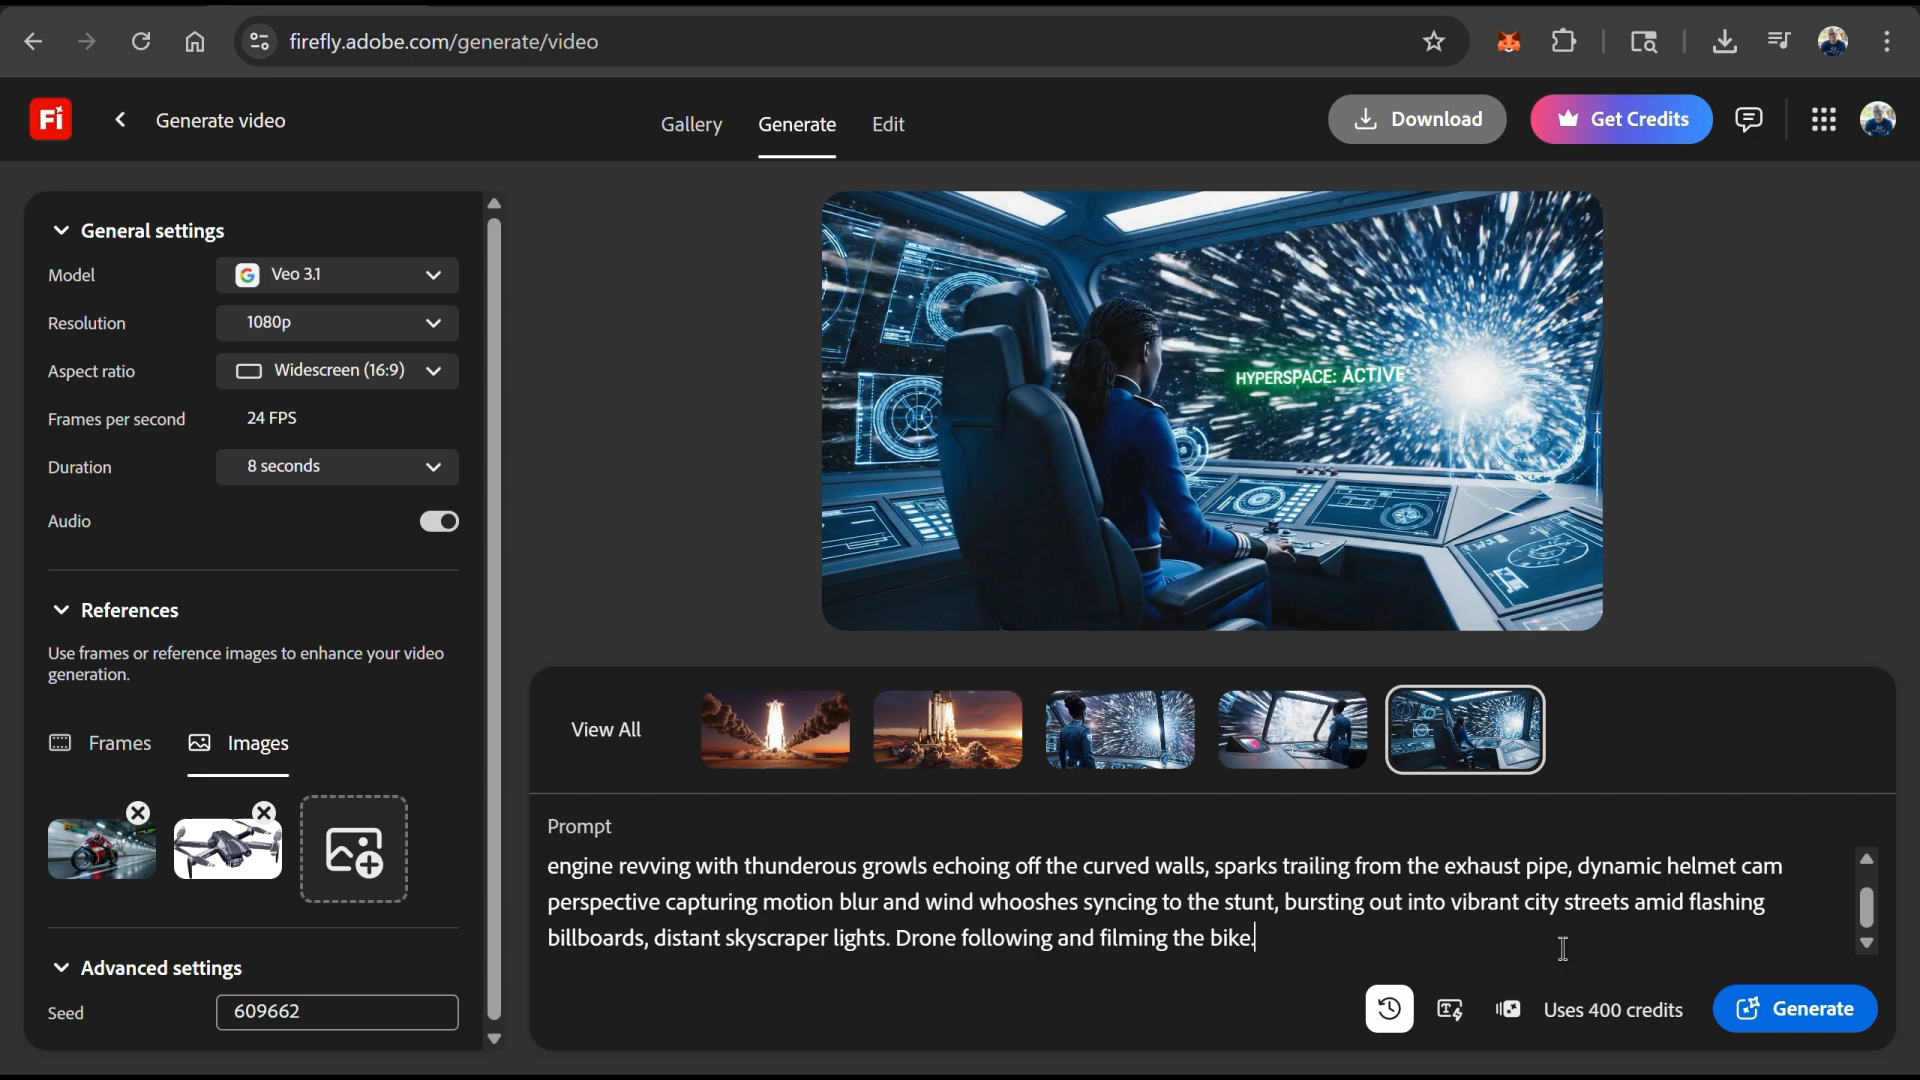 firefly.adobe.com/generate/video
Fi
Generate video
Gallery
Generate
Edit
Download
Get Credits
General settings
Model
Veo 3.1
Resolution
1080p
Aspect ratio
Widescreen (16:9)
Frames per second
24 FPS
Duration
8 seconds
Audio
References
Use frames or reference images to enhance your video
generation.
Frames
Images
Advanced settings
Seed
609662
HYPERSPACE: ACTIVE
View All
Prompt
engine revving with thunderous growls echoing off the curved walls, sparks trailing from the exhaust pipe, dynamic helmet cam
perspective capturing motion blur and wind whooshes syncing to the stunt, bursting out into vibrant city streets amid flashing
billboards, distant skyscraper lights. Drone following and filming the bike.
Uses 400 credits
Generate